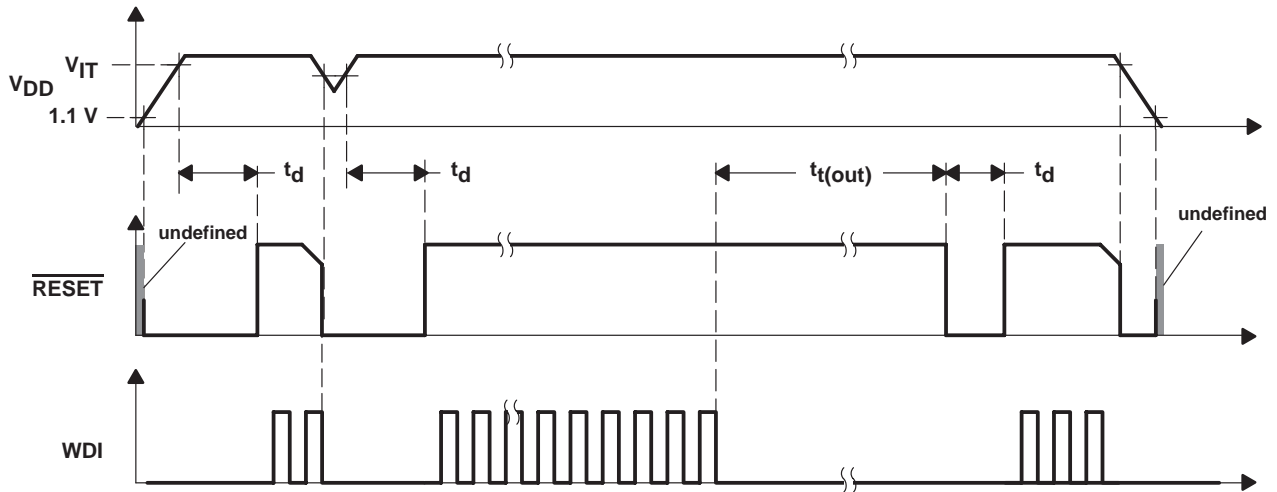 V_IT
V_DD
1.1 V
t_d
t_d
t_t(out)
t_d
undefined
undefined
RESET
WDI